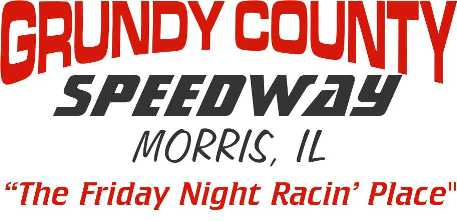 GRUNDY COUNTY
SPEEDWAY
MORRIS, IL
“The Friday Night Racin’ Place"